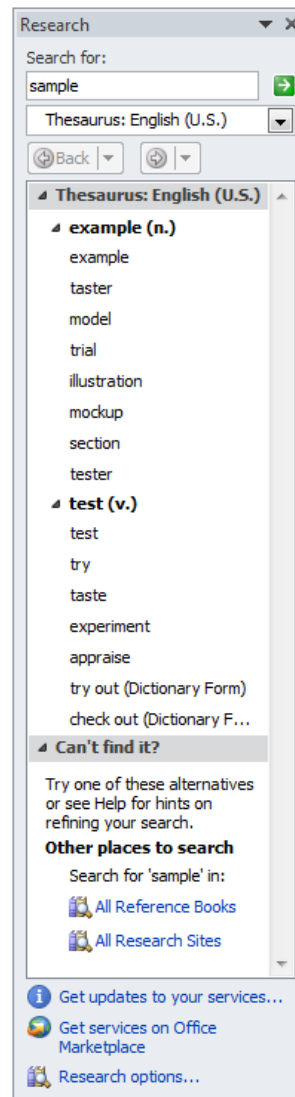 Research
Search for:
sample
Thesaurus: English (U.S.)
Back
Thesaurus: English (U.S.)
example (n.)
example
taster
model
trial
illustration
mockup
section
tester
test (v.)
test
try
taste
experiment
appraise
try out (Dictionary Form)
check out (Dictionary F...
Can't find it?
Try one of these alternatives
or see Help for hints on
refining your search.
Other places to search
Search for 'sample' in:
All Reference Books
All Research Sites
Get updates to your services...
Get services on Office
Marketplace
Research options...